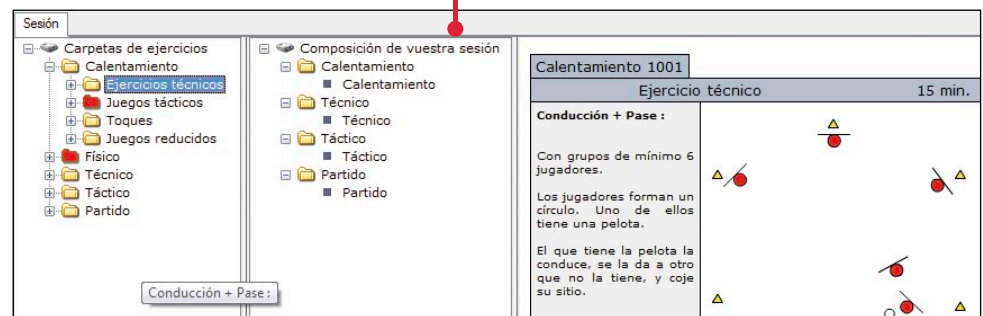 Sesión
Carpetas de ejercicios
Calentamiento
Ejercicios técnicos
Juegos tácticos
Toques
Juegos reducidos
Físico
Técnico
Táctico
Partido
Conducción + Pase :
Composición de vuestra sesión
Calentamiento
Calentamiento
Técnico
Técnico
Táctico
Táctico
Partido
Partido
Calentamiento 1001
Ejercicio técnico 15 min.
Conducción + Pase :
Con grupos de mínimo 6
jugadores.
Los jugadores forman un
círculo. Uno de ellos
tiene una pelota.
El que tiene la pelota la
conduce, se la da a otro
que no la tiene, y coje
su sitio.